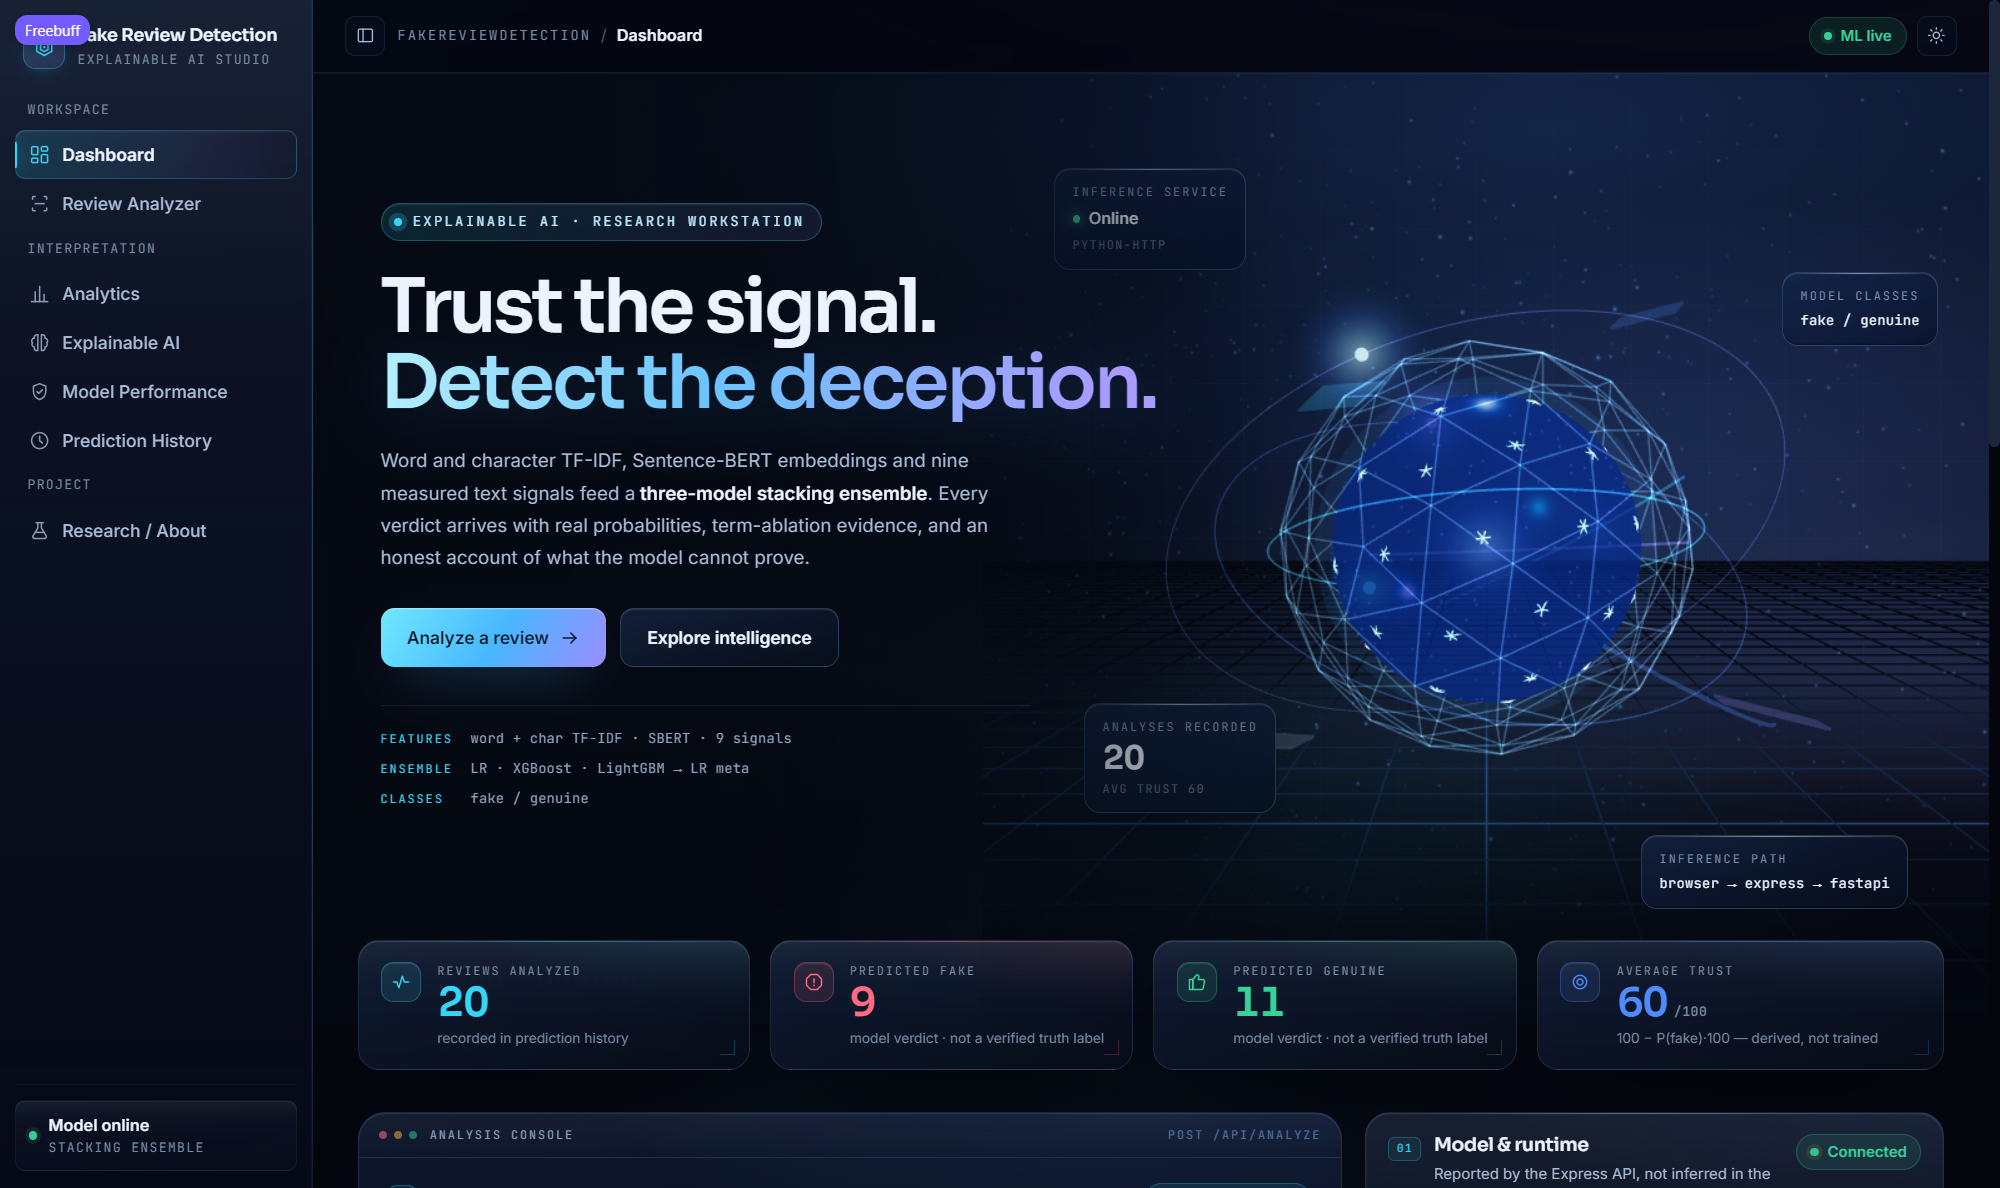 Freebuff
ake Review Detection
EXPLAINABLE AI STUDIO
WORKSPACE
Dashboard
Review Analyzer
INTERPRETATION
Analytics
Explainable AI
Model Performance
Prediction History
PROJECT
Research / About
Model online
STACKING ENSEMBLE
FAKEREVIEWDETECTION / Dashboard
ML live
EXPLAINABLE AI · RESEARCH WORKSTATION
Trust the signal.
Detect the deception.
Word and character TF-IDF, Sentence-BERT embeddings and nine
measured text signals feed a three-model stacking ensemble. Every
verdict arrives with real probabilities, term-ablation evidence, and an
honest account of what the model cannot prove.
Analyze a review →
Explore intelligence
FEATURES word + char TF-IDF · SBERT · 9 signals
ENSEMBLE LR · XGBoost · LightGBM → LR meta
CLASSES fake / genuine
INFERENCE SERVICE
Online
PYTHON-HTTP
MODEL CLASSES
fake / genuine
ANALYSES RECORDED
20
AVG TRUST 60
INFERENCE PATH
browser → express → fastapi
REVIEWS ANALYZED
20
recorded in prediction history
PREDICTED FAKE
9
model verdict · not a verified truth label
PREDICTED GENUINE
11
model verdict · not a verified truth label
AVERAGE TRUST
60 /100
100 − P(fake)·100 — derived, not trained
ANALYSIS CONSOLE
POST /API/ANALYZE
01
Model & runtime
Connected
Reported by the Express API, not inferred in the